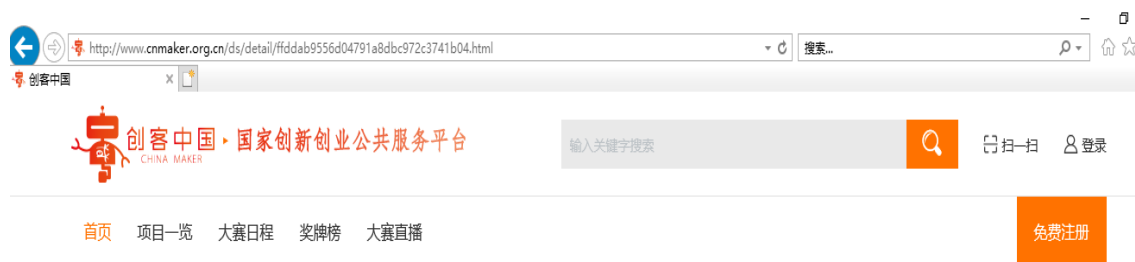 http://www.cnmaker.org.cn/ds/detail/ffddab9556d04791a8dbc972c3741b04.html
搜索...
创客中国
创客中国·国家创新创业公共服务平台
CHINA MAKER
输入关键字搜索
扫一扫
登录
首页 项目一览 大赛日程 奖牌榜 大赛直播
免费注册